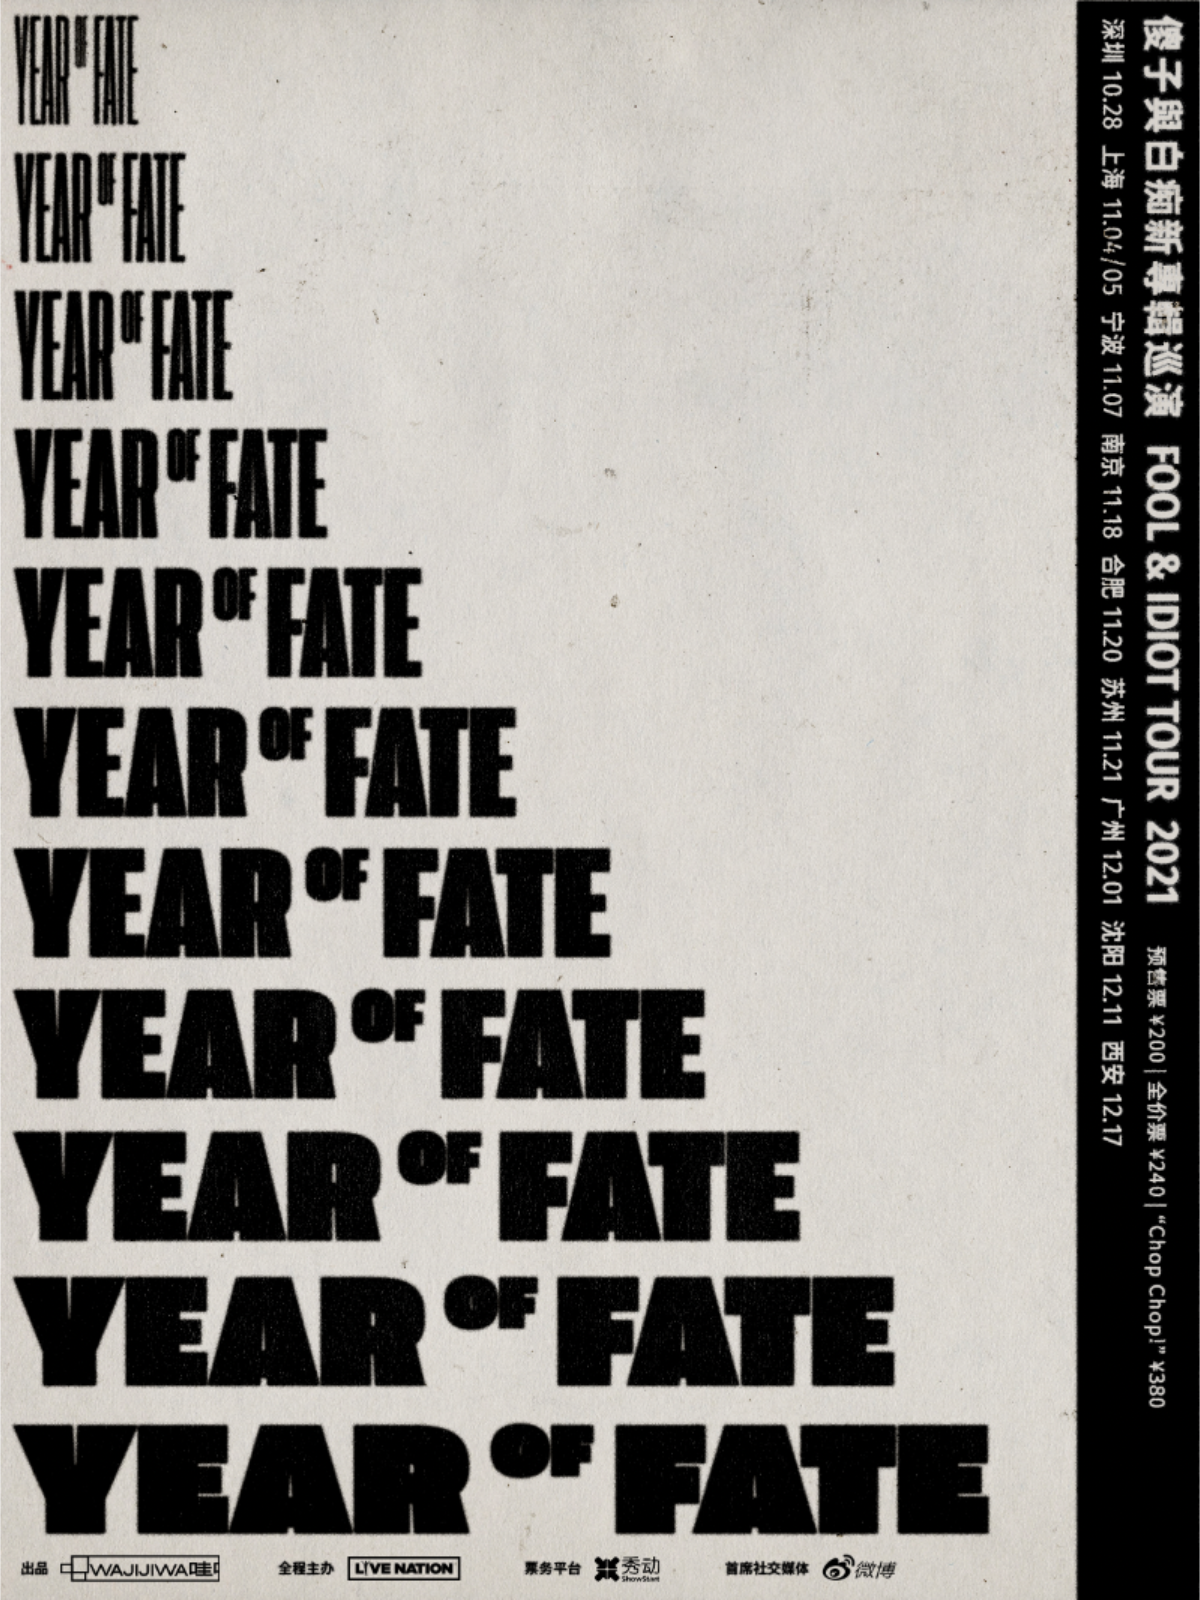 YEAR OF FATE
YEAR OF FATE
YEAR OF FATE
YEAR OF FATE
YEAR OF FATE
YEAR OF FATE
YEAR OF FATE
YEAR OF FATE
YEAR OF FATE
YEAR OF FATE
YEAR OF FATE
傻子與白痴新專輯巡演 FOOL & IDIOT TOUR 2021 预售票 ¥200 | 全价票 ¥240 | “Chop Chop!” ¥380
深圳 10.28 上海 11.04/05 宁波 11.07 南京 11.18 合肥 11.20 苏州 11.21 广州 12.01 沈阳 12.11 西安 12.17
出品 WAJIJIWA哇唧 全程主办 LIVE NATION 票务平台 秀动 ShowStart 首席社交媒体 微博